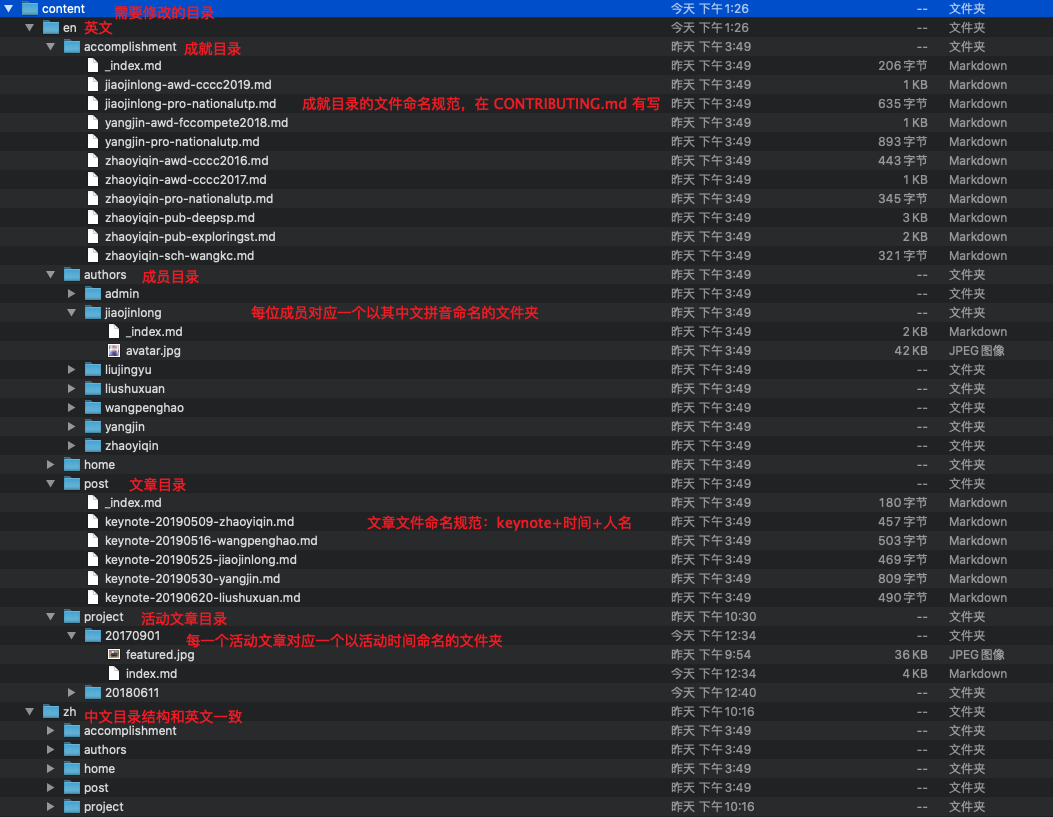 content 需要修改的目录 今天 下午1:26 -- 文件夹
en 英文 今天 下午1:26 -- 文件夹
accomplishment 成就目录 昨天 下午3:49 -- 文件夹
_index.md 昨天 下午3:49 206 字节 Markdown
jiaojinlong-awd-cccc2019.md 昨天 下午3:49 1 KB Markdown
jiaojinlong-pro-nationalutp.md 成就目录的文件命名规范，在 CONTRIBUTING.md 有写 昨天 下午3:49 635 字节 Markdown
yangjin-awd-fccompete2018.md 昨天 下午3:49 1 KB Markdown
yangjin-pro-nationalutp.md 昨天 下午3:49 893 字节 Markdown
zhaoyiqin-awd-cccc2016.md 昨天 下午3:49 443 字节 Markdown
zhaoyiqin-awd-cccc2017.md 昨天 下午3:49 1 KB Markdown
zhaoyiqin-pro-nationalutp.md 昨天 下午3:49 345 字节 Markdown
zhaoyiqin-pub-deepsp.md 昨天 下午3:49 3 KB Markdown
zhaoyiqin-pub-exploringst.md 昨天 下午3:49 2 KB Markdown
zhaoyiqin-sch-wangkc.md 昨天 下午3:49 321 字节 Markdown
authors 成员目录 昨天 下午3:49 -- 文件夹
admin 昨天 下午3:49 -- 文件夹
jiaojinlong 每位成员对应一个以其中文拼音命名的文件夹 昨天 下午3:49 -- 文件夹
_index.md 昨天 下午3:49 2 KB Markdown
avatar.jpg 昨天 下午3:49 42 KB JPEG图像
liujingyu 昨天 下午3:49 -- 文件夹
liushuxuan 昨天 下午3:49 -- 文件夹
wangpenghao 昨天 下午3:49 -- 文件夹
yangjin 昨天 下午3:49 -- 文件夹
zhaoyiqin 昨天 下午3:49 -- 文件夹
home 昨天 下午3:49 -- 文件夹
post 文章目录 昨天 下午3:49 -- 文件夹
_index.md 昨天 下午3:49 180 字节 Markdown
keynote-20190509-zhaoyiqin.md 文章文件命名规范：keynote+时间+人名 昨天 下午3:49 457 字节 Markdown
keynote-20190516-wangpenghao.md 昨天 下午3:49 503 字节 Markdown
keynote-20190525-jiaojinlong.md 昨天 下午3:49 469 字节 Markdown
keynote-20190530-yangjin.md 昨天 下午3:49 809 字节 Markdown
keynote-20190620-liushuxuan.md 昨天 下午3:49 490 字节 Markdown
project 活动文章目录 昨天 下午10:30 -- 文件夹
20170901 每一个活动文章对应一个以活动时间命名的文件夹 今天 下午12:34 -- 文件夹
featured.jpg 昨天 下午9:54 36 KB JPEG图像
index.md 今天 下午12:34 4 KB Markdown
20180611 今天 下午12:40 -- 文件夹
zh 中文目录结构和英文一致 昨天 下午10:16 -- 文件夹
accomplishment 昨天 下午3:49 -- 文件夹
authors 昨天 下午3:49 -- 文件夹
home 昨天 下午3:49 -- 文件夹
post 昨天 下午3:49 -- 文件夹
project 昨天 下午10:16 -- 文件夹